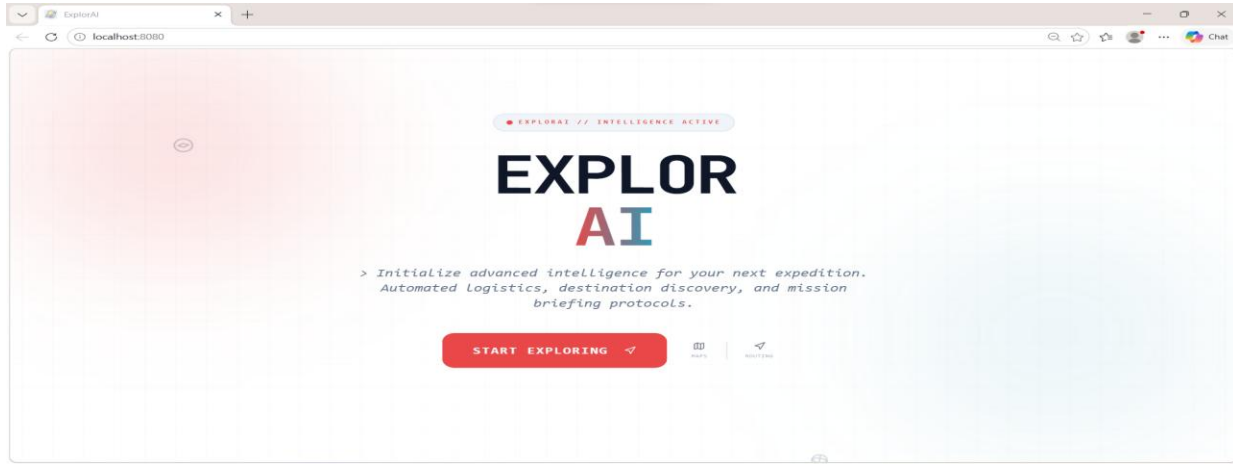 ExplorAI
localhost:8080
Chat
EXPLORAI // INTELLIGENCE ACTIVE
EXPLOR
AI
> Initialize advanced intelligence for your next expedition.
Automated logistics, destination discovery, and mission
briefing protocols.
START EXPLORING
MAPS
ROUTING